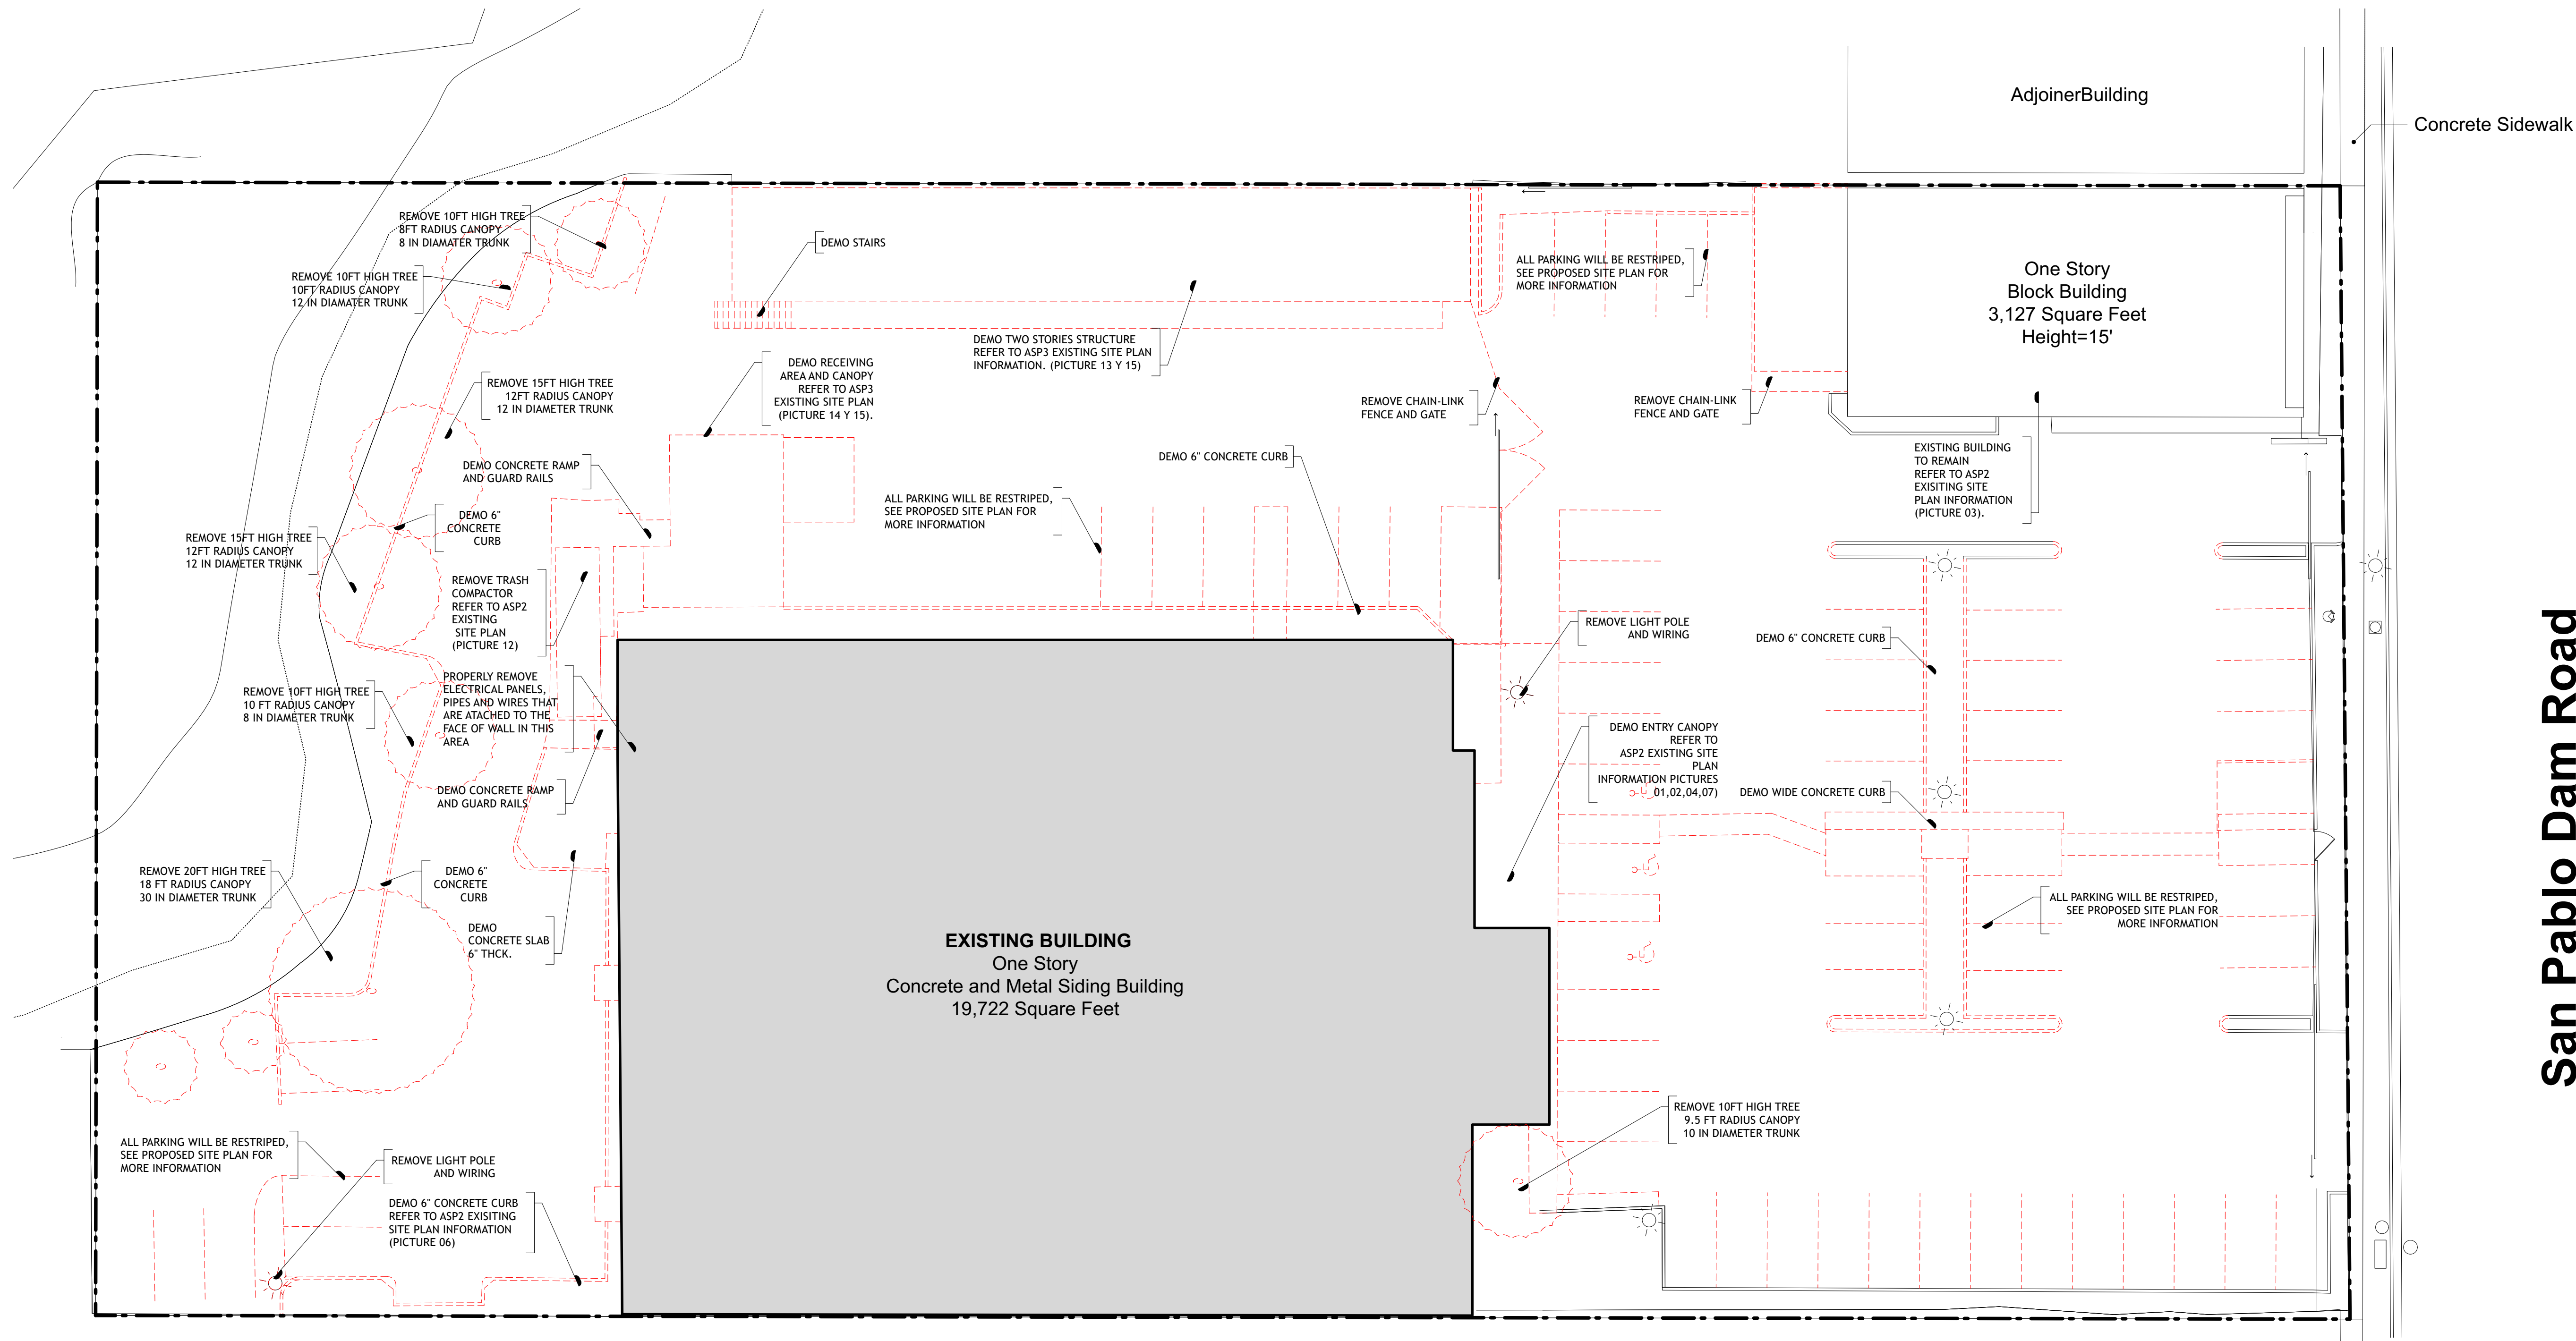 AdjoinerBuilding
Concrete Sidewalk
REMOVE 10FT HIGH TREE
8FT RADIUS CANOPY
8 IN DIAMATER TRUNK
REMOVE 10FT HIGH TREE
10FT RADIUS CANOPY
12 IN DIAMATER TRUNK
DEMO STAIRS
ALL PARKING WILL BE RESTRIPED,
SEE PROPOSED SITE PLAN FOR
MORE INFORMATION
One Story
Block Building
3,127 Square Feet
Height=15'
DEMO TWO STORIES STRUCTURE
REFER TO ASP3 EXISTING SITE PLAN
INFORMATION. (PICTURE 13 Y 15)
DEMO RECEIVING
AREA AND CANOPY
REFER TO ASP3
EXISTING SITE PLAN
(PICTURE 14 Y 15).
REMOVE 15FT HIGH TREE
12FT RADIUS CANOPY
12 IN DIAMETER TRUNK
REMOVE CHAIN-LINK
FENCE AND GATE
REMOVE CHAIN-LINK
FENCE AND GATE
DEMO CONCRETE RAMP
AND GUARD RAILS
DEMO 6" CONCRETE CURB
EXISTING BUILDING
TO REMAIN
REFER TO ASP2
EXISITING SITE
PLAN INFORMATION
(PICTURE 03).
ALL PARKING WILL BE RESTRIPED,
SEE PROPOSED SITE PLAN FOR
MORE INFORMATION
DEMO 6"
CONCRETE
CURB
REMOVE 15FT HIGH TREE
12FT RADIUS CANOPY
12 IN DIAMETER TRUNK
REMOVE TRASH
COMPACTOR
REFER TO ASP2
EXISTING
SITE PLAN
(PICTURE 12)
REMOVE LIGHT POLE
AND WIRING
DEMO 6" CONCRETE CURB
PROPERLY REMOVE
ELECTRICAL PANELS,
PIPES AND WIRES THAT
ARE ATACHED TO THE
FACE OF WALL IN THIS
AREA
REMOVE 10FT HIGH TREE
10 FT RADIUS CANOPY
8 IN DIAMETER TRUNK
DEMO ENTRY CANOPY
REFER TO
ASP2 EXISTING SITE
PLAN
INFORMATION PICTURES
01,02,04,07)
DEMO WIDE CONCRETE CURB
DEMO CONCRETE RAMP
AND GUARD RAILS
San Pablo Dam Road
REMOVE 20FT HIGH TREE
18 FT RADIUS CANOPY
30 IN DIAMETER TRUNK
DEMO 6"
CONCRETE
CURB
ALL PARKING WILL BE RESTRIPED,
SEE PROPOSED SITE PLAN FOR
MORE INFORMATION
DEMO
CONCRETE SLAB
6" THCK.
EXISTING BUILDING
One Story
Concrete and Metal Siding Building
19,722 Square Feet
REMOVE 10FT HIGH TREE
9.5 FT RADIUS CANOPY
10 IN DIAMETER TRUNK
ALL PARKING WILL BE RESTRIPED,
SEE PROPOSED SITE PLAN FOR
MORE INFORMATION
REMOVE LIGHT POLE
AND WIRING
DEMO 6" CONCRETE CURB
REFER TO ASP2 EXISITING
SITE PLAN INFORMATION
(PICTURE 06)